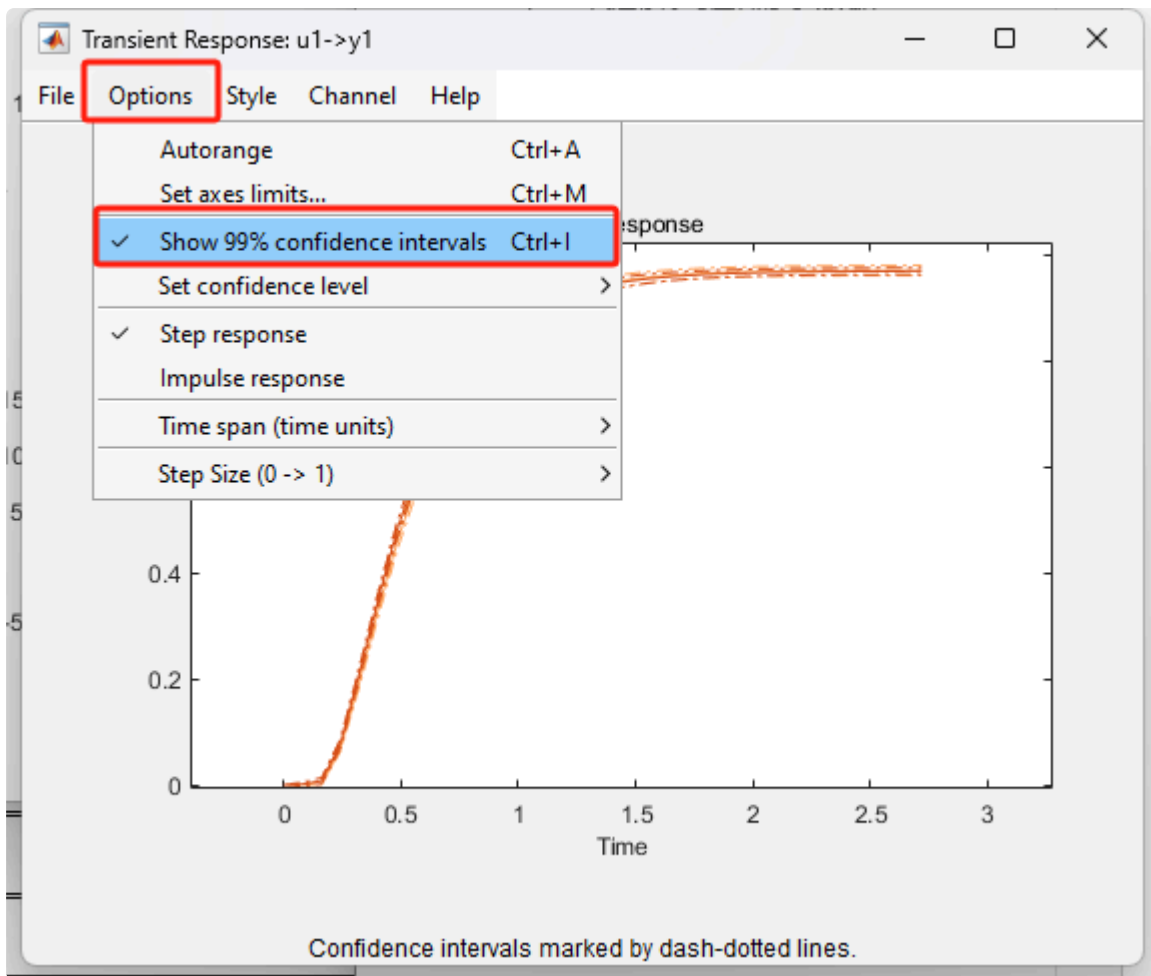 Transient Response: u1->y1
File Options Style Channel Help
Autorange Ctrl+A
Set axes limits... Ctrl+M
Show 99% confidence intervals Ctrl+I
Set confidence level
Step response
Impulse response
Time span (time units)
Step Size (0 -> 1)
0.4
0.2
0
0 0.5 1 1.5 2 2.5 3
Time
Confidence intervals marked by dash-dotted lines.